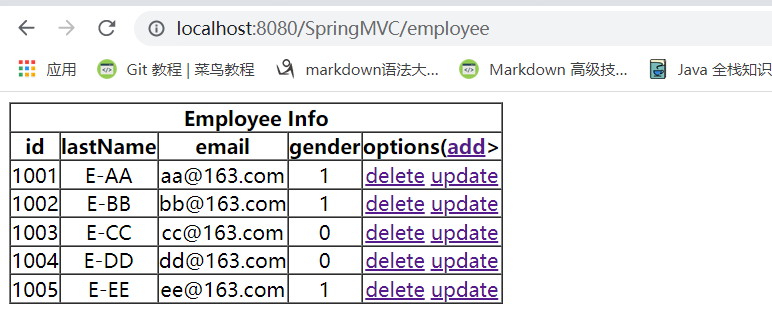 localhost:8080/SpringMVC/employee
应用 Git 教程 | 菜鸟教程 markdown语法大... Markdown 高级技... Java 全栈知识
Employee Info
id lastName email gender options(add>
1001 E-AA aa@163.com 1 delete update
1002 E-BB bb@163.com 1 delete update
1003 E-CC cc@163.com 0 delete update
1004 E-DD dd@163.com 0 delete update
1005 E-EE ee@163.com 1 delete update